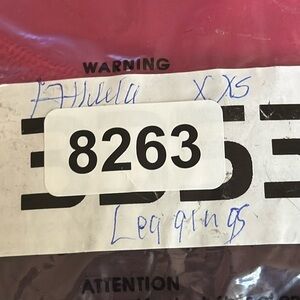 WARNING
XXS
8263
Leggings
ATTENTION